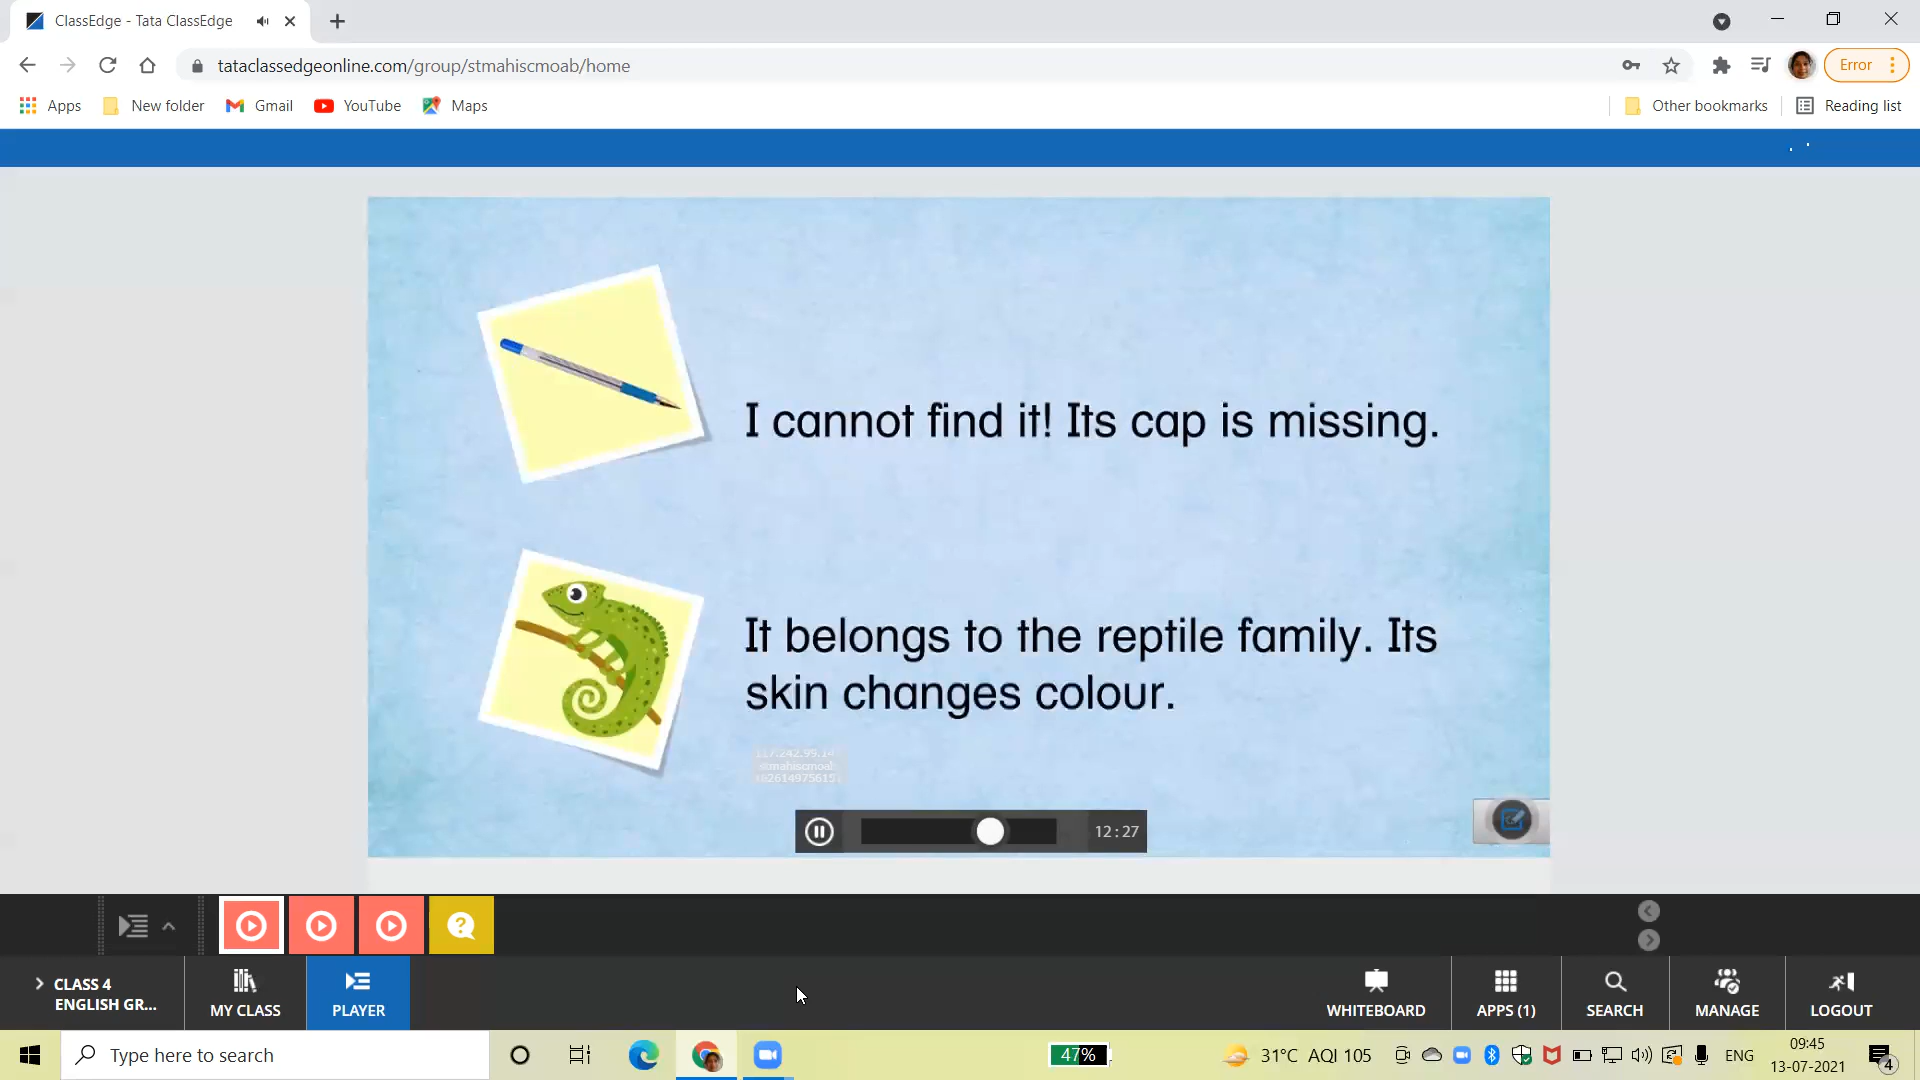 ClassEdge - Tata ClassEdge
tataclassedgeonline.com/group/stmahiscmoab/home
Error
Apps
New folder
Gmail
YouTube
Maps
Other bookmarks
Reading list
I cannot find it! Its cap is missing.
It belongs to the reptile family. Its
skin changes colour.
stmahiscmoab
12:27
CLASS 4
ENGLISH GR...
MY CLASS
PLAYER
WHITEBOARD
APPS (1)
SEARCH
MANAGE
LOGOUT
Type here to search
47%
31°C AQI 105
ENG
09:45
13-07-2021
4